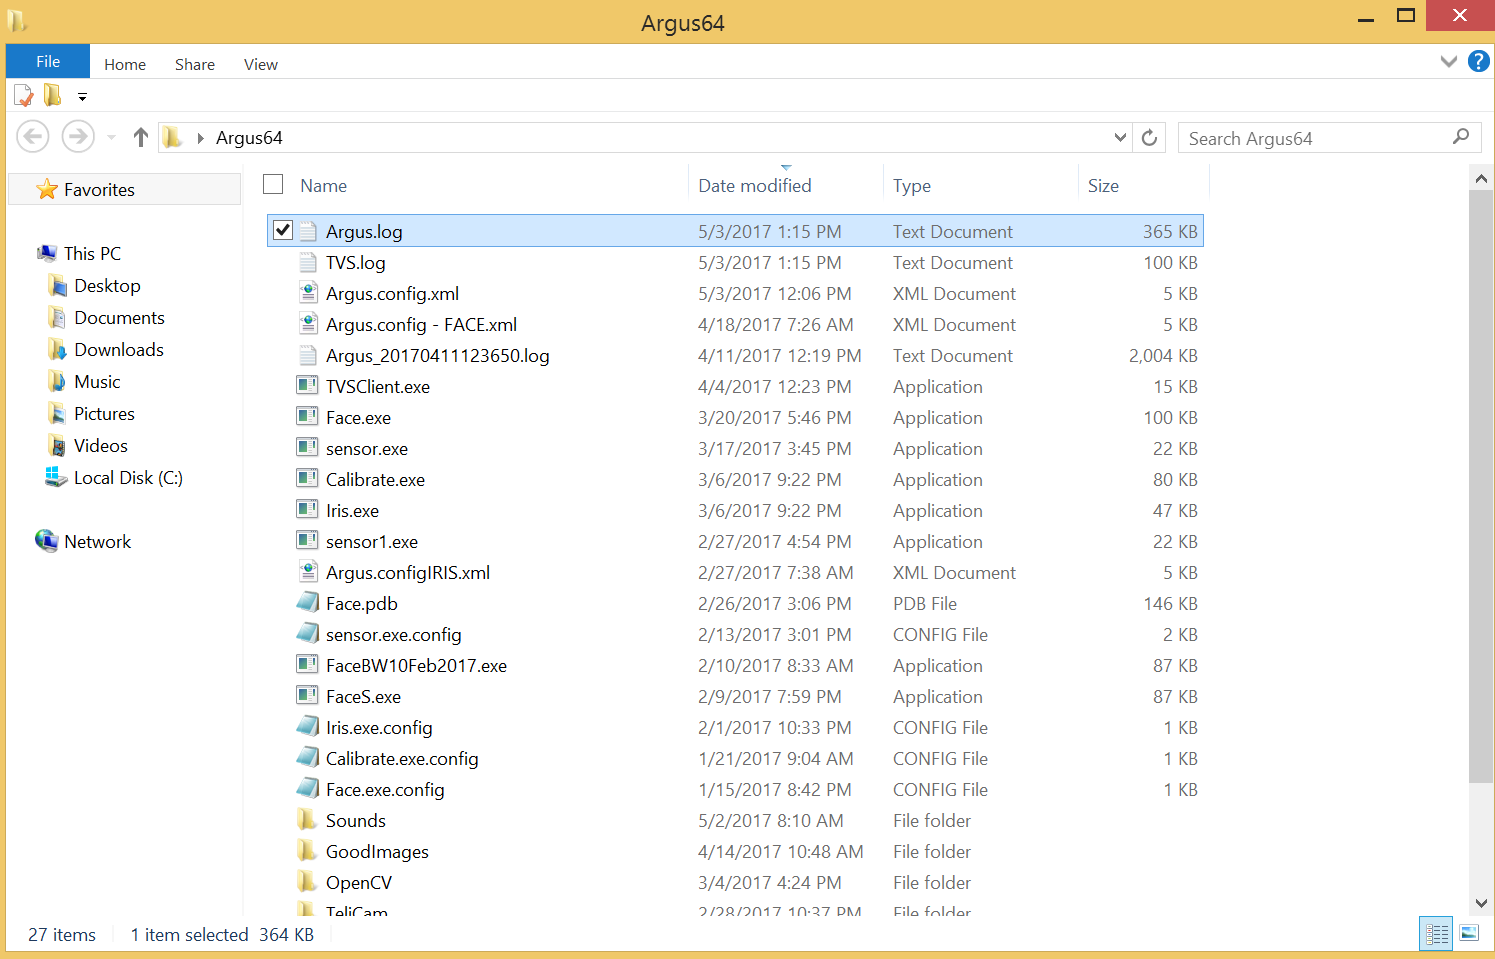 Argus64
File Home Share View
Argus64 Search Argus64
Favorites
This PC
Desktop
Documents
Downloads
Music
Pictures
Videos
Local Disk (C:)
Network
Name Date modified Type Size
Argus.log 5/3/2017 1:15 PM Text Document 365 KB
TVS.log 5/3/2017 1:15 PM Text Document 100 KB
Argus.config.xml 5/3/2017 12:06 PM XML Document 5 KB
Argus.config - FACE.xml 4/18/2017 7:26 AM XML Document 5 KB
Argus_20170411123650.log 4/11/2017 12:19 PM Text Document 2,004 KB
TVSClient.exe 4/4/2017 12:23 PM Application 15 KB
Face.exe 3/20/2017 5:46 PM Application 100 KB
sensor.exe 3/17/2017 3:45 PM Application 22 KB
Calibrate.exe 3/6/2017 9:22 PM Application 80 KB
Iris.exe 3/6/2017 9:22 PM Application 47 KB
sensor1.exe 2/27/2017 4:54 PM Application 22 KB
Argus.configIRIS.xml 2/27/2017 7:38 AM XML Document 5 KB
Face.pdb 2/26/2017 3:06 PM PDB File 146 KB
sensor.exe.config 2/13/2017 3:01 PM CONFIG File 2 KB
FaceBW10Feb2017.exe 2/10/2017 8:33 AM Application 87 KB
FaceS.exe 2/9/2017 7:59 PM Application 87 KB
Iris.exe.config 2/1/2017 10:33 PM CONFIG File 1 KB
Calibrate.exe.config 1/21/2017 9:04 AM CONFIG File 1 KB
Face.exe.config 1/15/2017 8:42 PM CONFIG File 1 KB
Sounds 5/2/2017 8:10 AM File folder
GoodImages 4/14/2017 10:48 AM File folder
OpenCV 3/4/2017 4:24 PM File folder
TeliCam 2/28/2017 10:37 PM File folder
27 items 1 item selected 364 KB